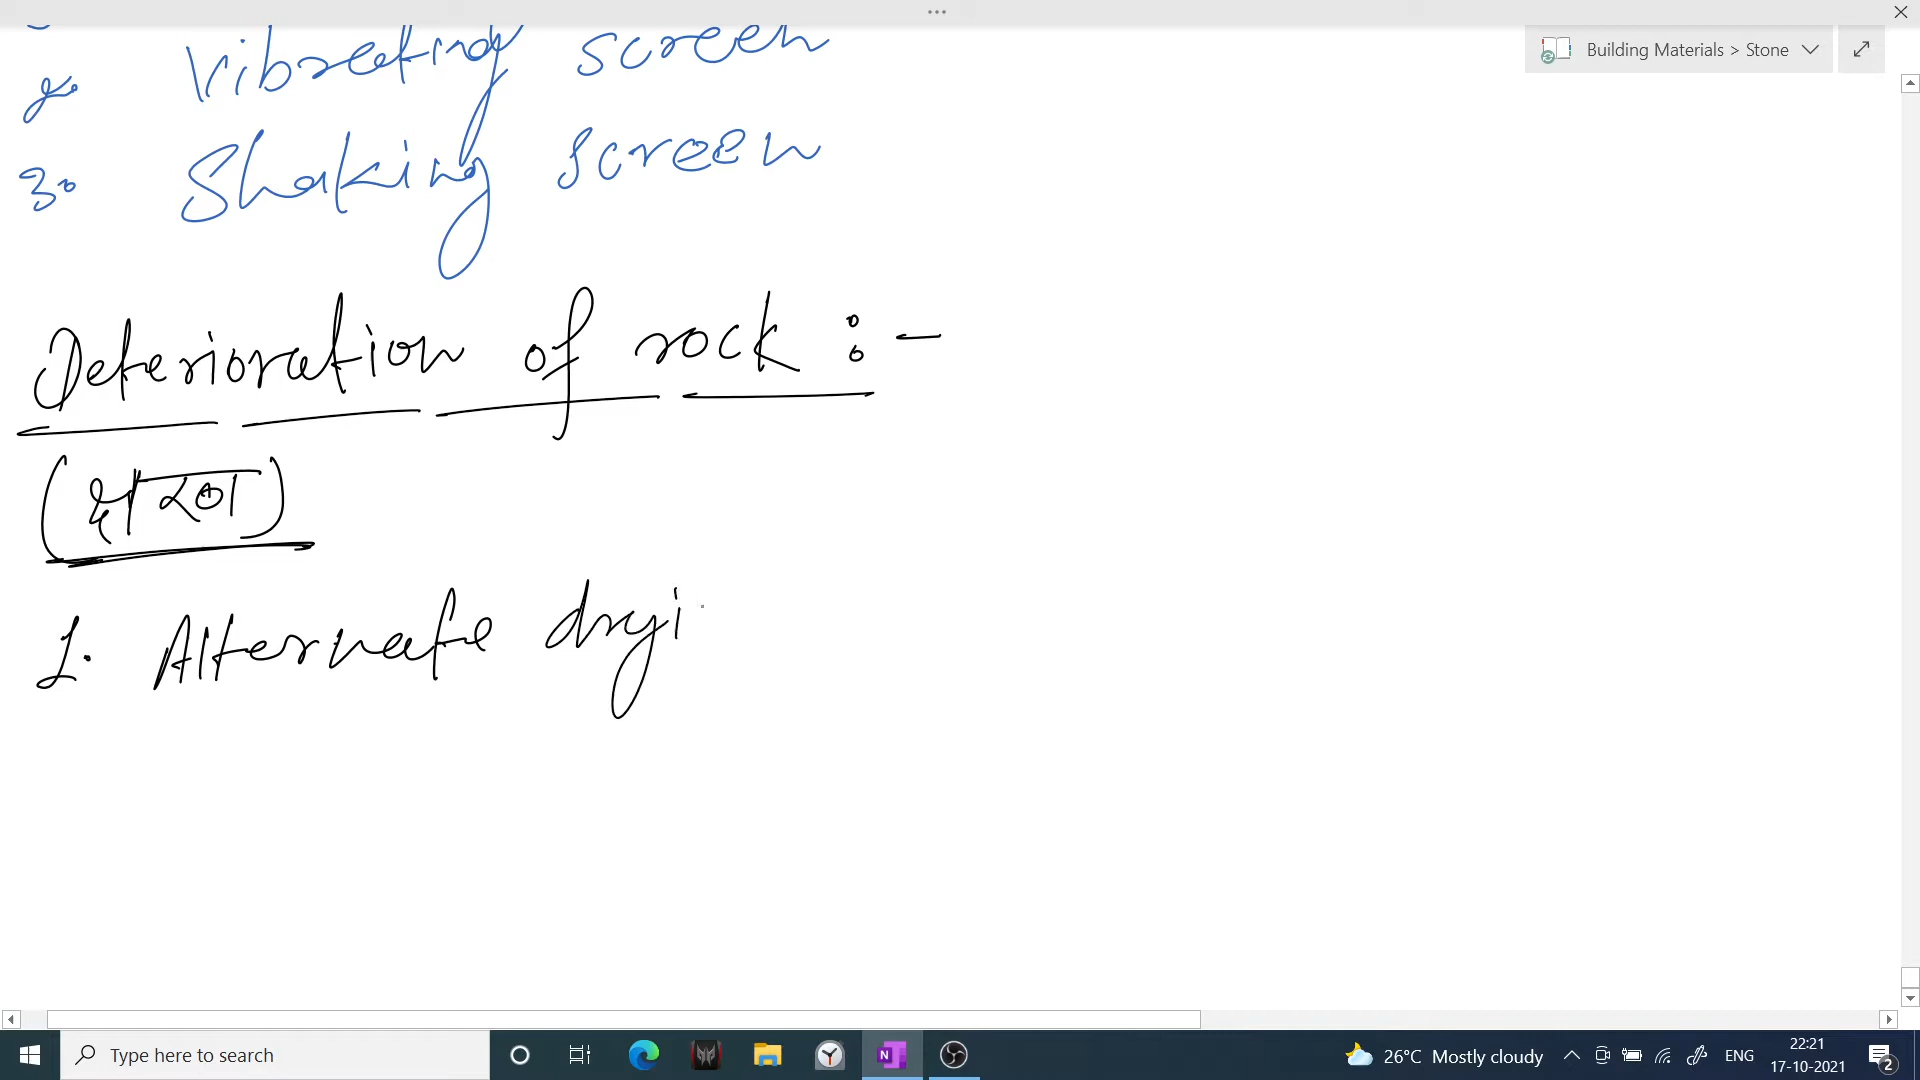 Vibrating screen
Building Materials > Stone
3. Shaking screen
Deterioration of rock :-
1. Alternate dryi
Type here to search
26°C Mostly cloudy
ENG
22:21
17-10-2021
2